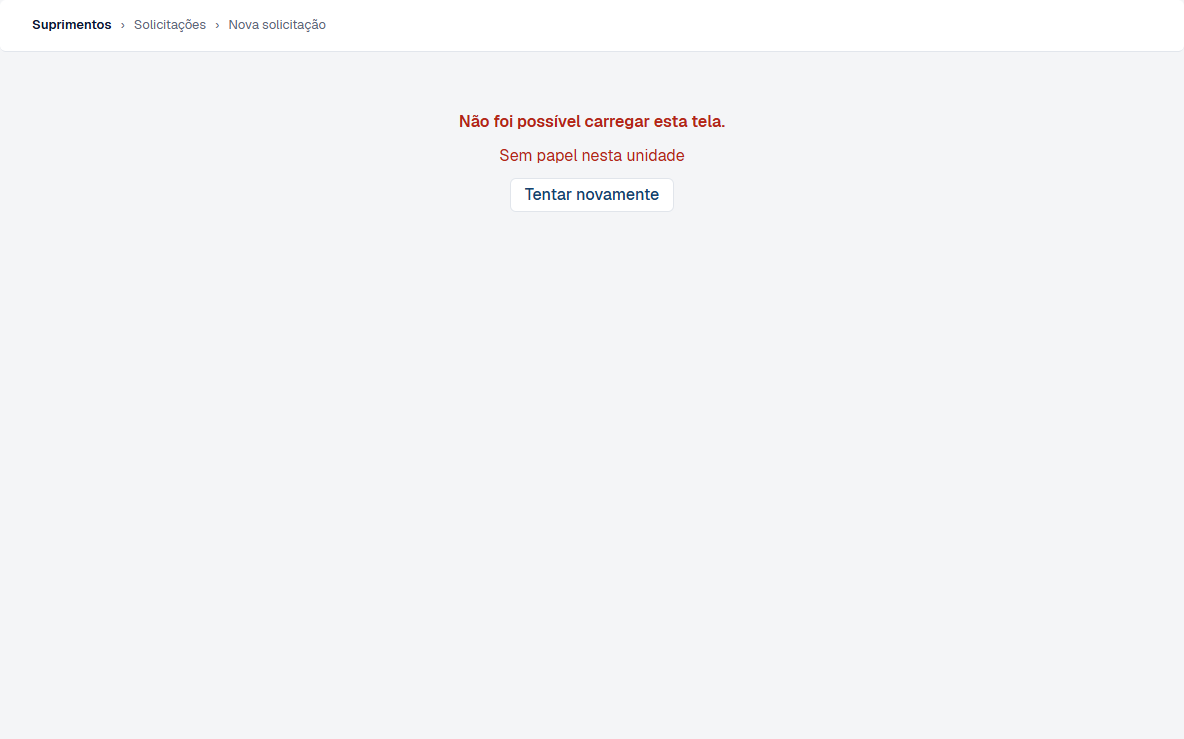 Suprimentos › Solicitações › Nova solicitação
Não foi possível carregar esta tela.
Sem papel nesta unidade
Tentar novamente